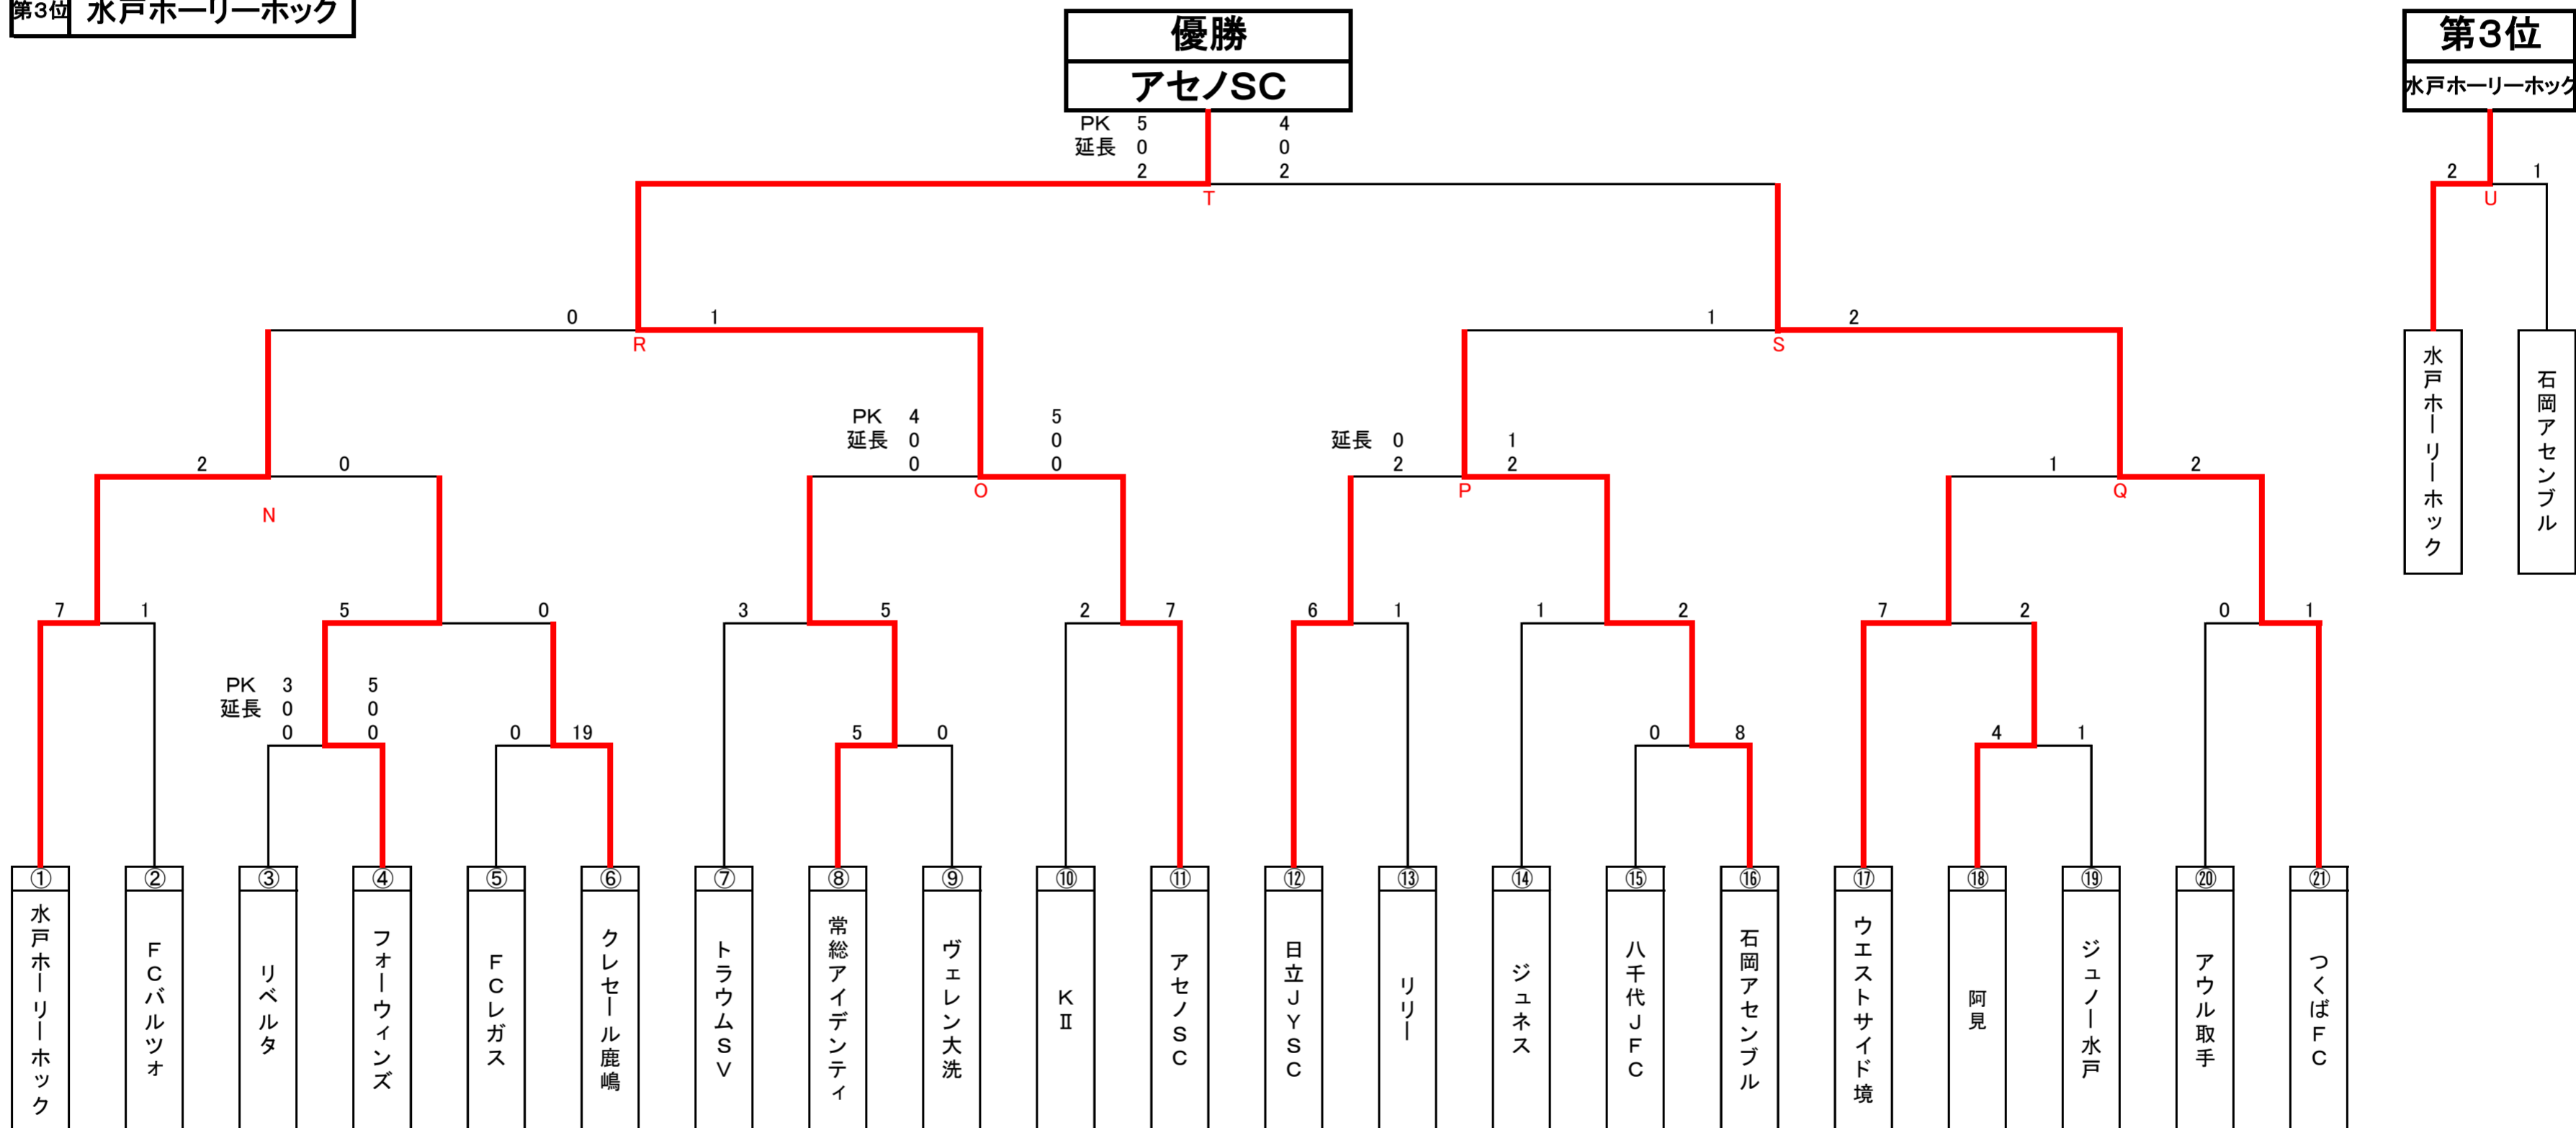 第3位 水戸ホーリーホック
優勝
アセノSC
第3位
水戸ホーリーホック
PK 5 4
延長 0 0
2 2
T
2 1
U
0 1
R
1 2
S
水戸ホーリーホック
石岡アセンブル
PK 4 5
延長 0 0
0 0
O
延長 0 1
2 2
P
2 0
N
1 2
Q
7 1
5 0
3 5
2 7
6 1
1 2
7 2
0 1
PK 3 5
延長 0 0
0 0
0 19
5 0
0 8
4 1
① ② ③ ④ ⑤ ⑥ ⑦ ⑧ ⑨ ⑩ ⑪ ⑫ ⑬ ⑭ ⑮ ⑯ ⑰ ⑱ ⑲ ⑳ ㉑
水戸ホーリーホック
FCバルツォ
リベルタ
フォーウィンズ
FCレガス
クレセール鹿嶋
トラウムSV
常総アイデンティ
ヴェレン大洗
KⅡ
アセノSC
日立JYSC
リリー
ジュネス
八千代JFC
石岡アセンブル
ウエストサイド境
阿見
ジュノー水戸
アウル取手
つくばFC